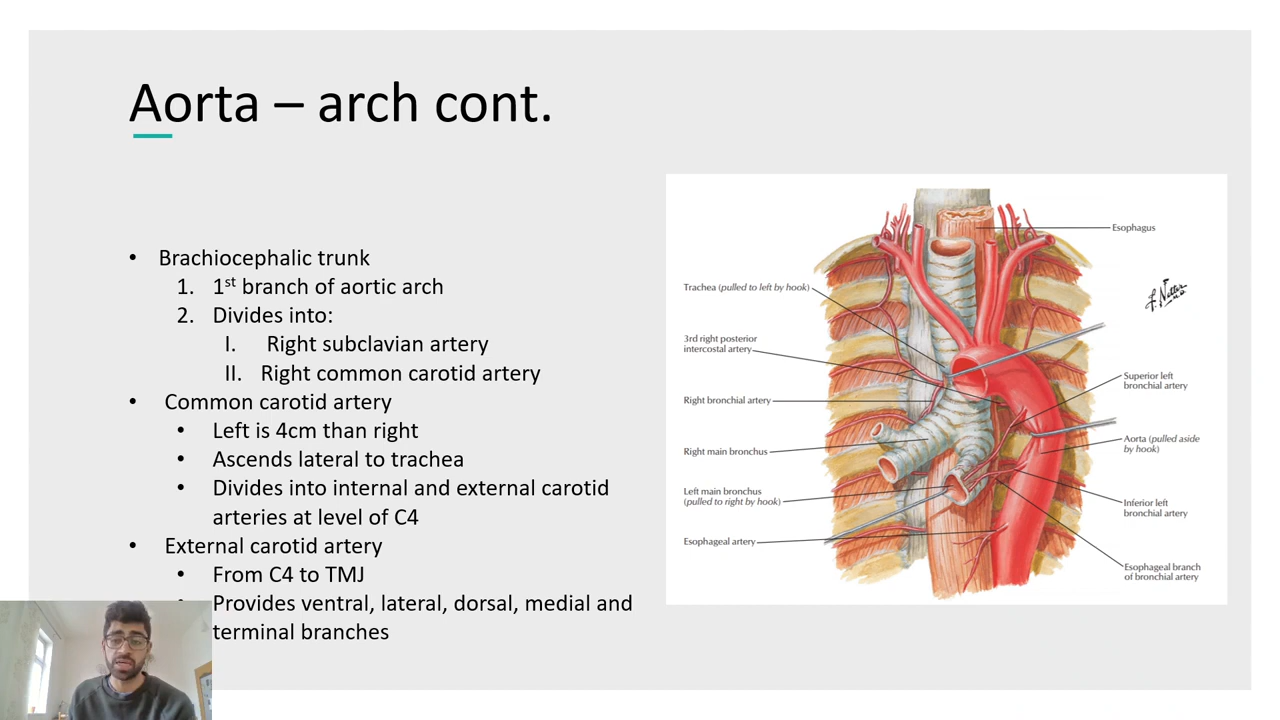 Aorta – arch cont.
• Brachiocephalic trunk
1. 1st branch of aortic arch
2. Divides into:
I. Right subclavian artery
II. Right common carotid artery
• Common carotid artery
• Left is 4cm than right
• Ascends lateral to trachea
• Divides into internal and external carotid
arteries at level of C4
• External carotid artery
• From C4 to TMJ
• Provides ventral, lateral, dorsal, medial and
terminal branches
Trachea (pulled to left by hook)
3rd right posterior
intercostal artery
Right bronchial artery
Right main bronchus
Left main bronchus
(pulled to right by hook)
Esophageal artery
Esophagus
F. Netter
Superior left
bronchial artery
Aorta (pulled aside
by hook)
Inferior left
bronchial artery
Esophageal branch
of bronchial artery